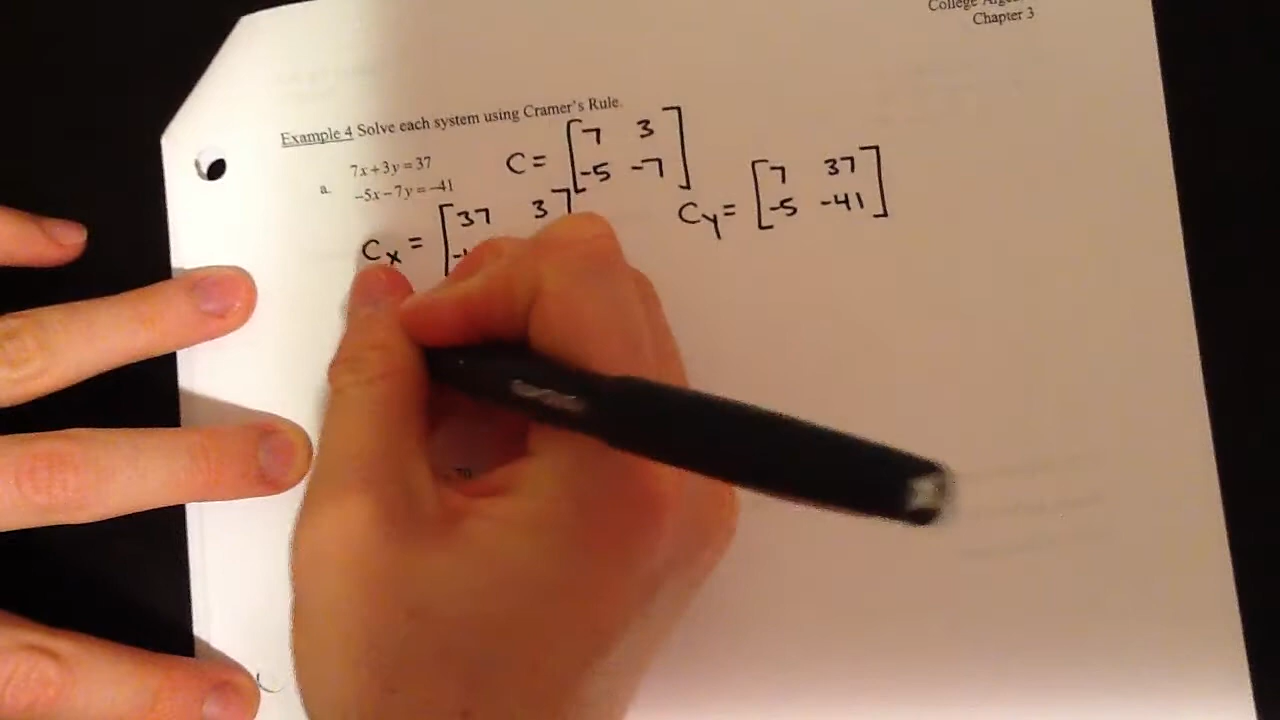 College
Chapter 3
Example 4 Solve each system using Cramer's Rule.
a. 7x+3y=37
-5x-7y=-41
C = [7 3
-5 -7]
Cx = [37 3
Cy = [7 37
-5 -41]
70